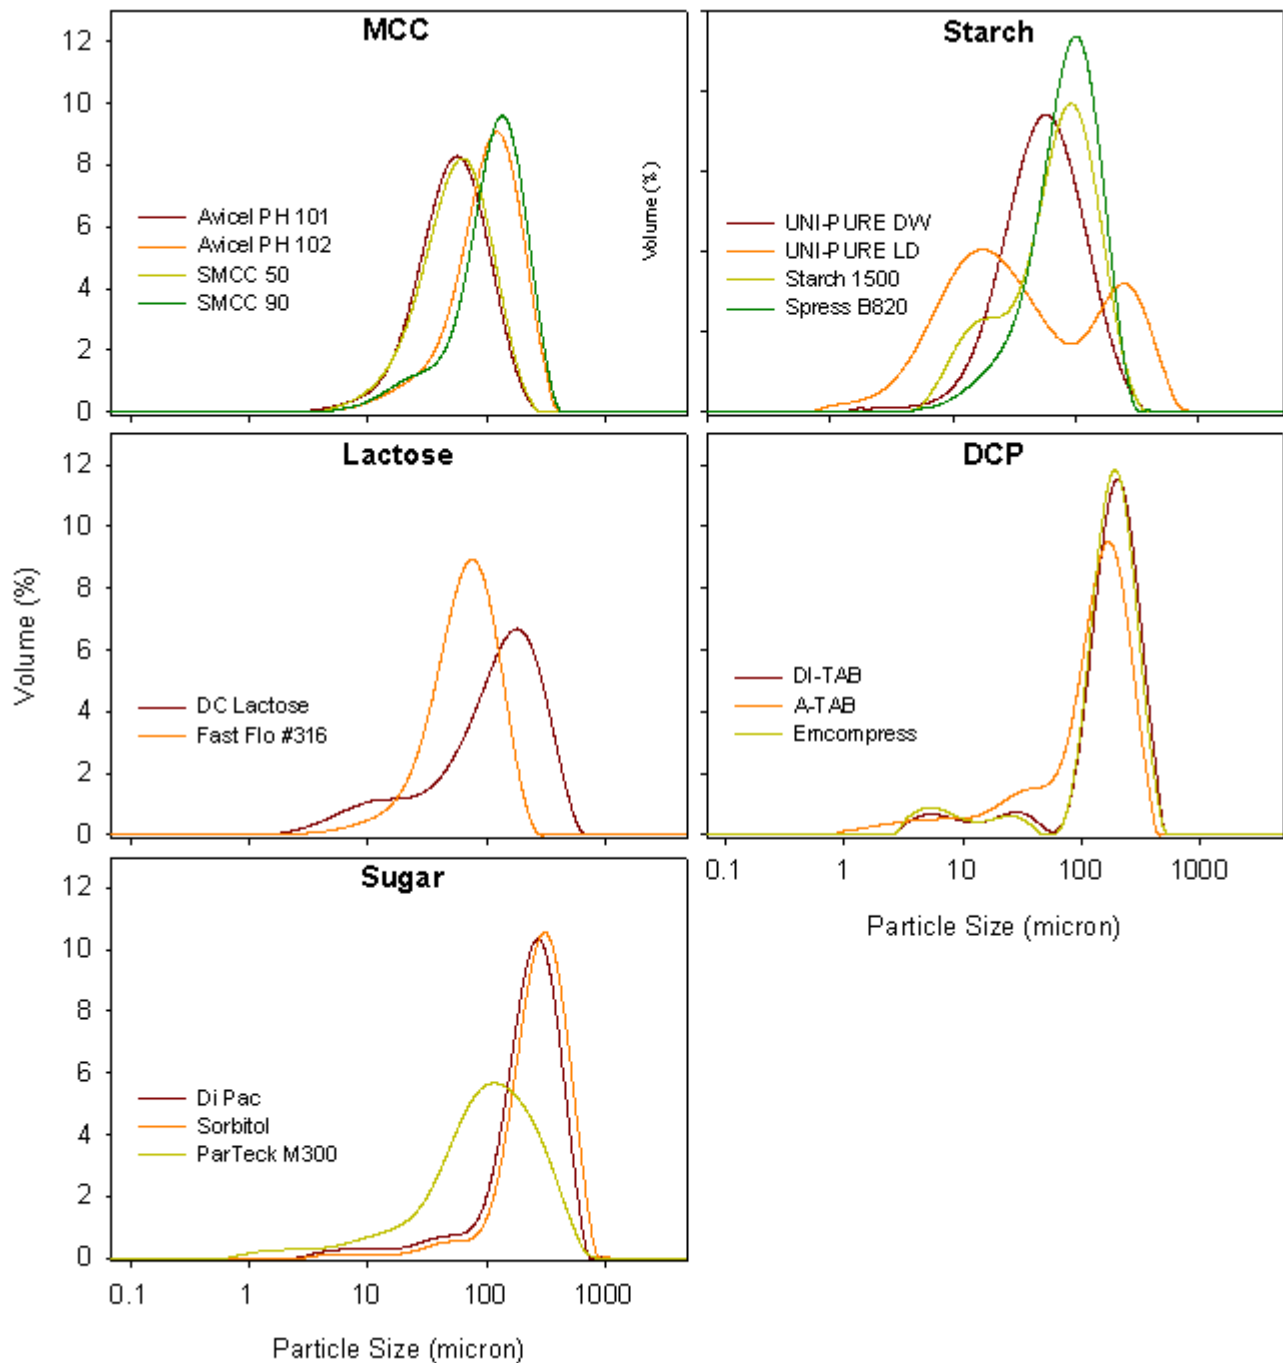 MCC
12
10
8
6
4
2
0
Avicel PH 101
Avicel PH 102
SMCC 50
SMCC 90
Starch
Volume (%)
UNI-PURE DW
UNI-PURE LD
Starch 1500
Spress B820
10
100
1000
Lactose
12
10
8
6
4
2
0
Volume (%)
DC Lactose
Fast Flo #316
DCP
DI-TAB
A-TAB
Emcompress
0.1
1
10
100
1000
Particle Size (micron)
Sugar
12
10
8
6
4
2
0
Di Pac
Sorbitol
ParTeck M300
0.1
1
10
100
1000
Particle Size (micron)